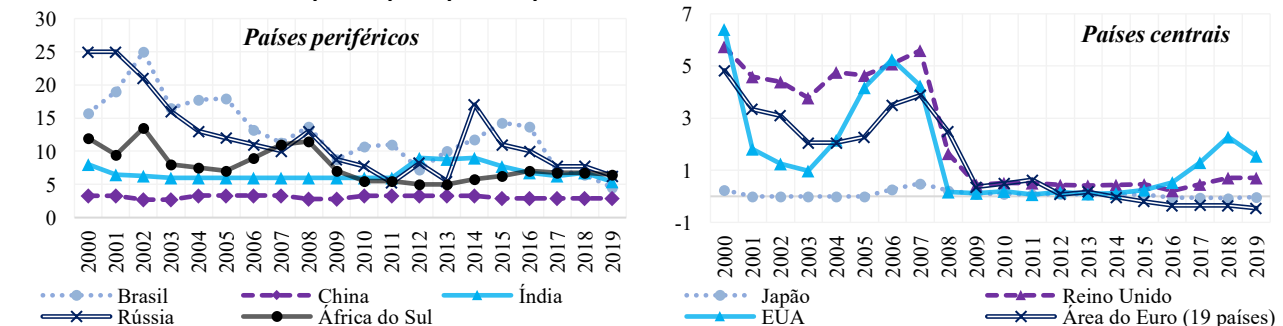 Países periféricos
30
25
20
15
10
5
0
2000 2001 2002 2003 2004 2005 2006 2007 2008 2009 2010 2011 2012 2013 2014 2015 2016 2017 2018 2019
Brasil China Índia
Rússia África do Sul
Países centrais
7
5
3
1
-1
2000 2001 2002 2003 2004 2005 2006 2007 2008 2009 2010 2011 2012 2013 2014 2015 2016 2017 2018 2019
Japão Reino Unido
EUA Área do Euro (19 países)